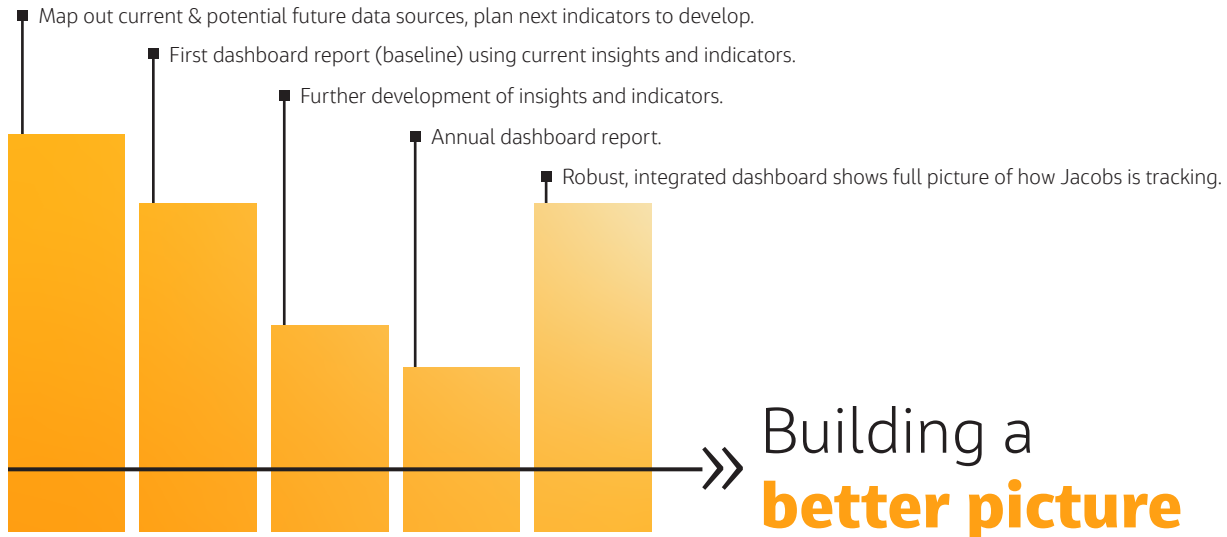 Map out current & potential future data sources, plan next indicators to develop.
First dashboard report (baseline) using current insights and indicators.
Further development of insights and indicators.
Annual dashboard report.
Robust, integrated dashboard shows full picture of how Jacobs is tracking.
Building a
better picture